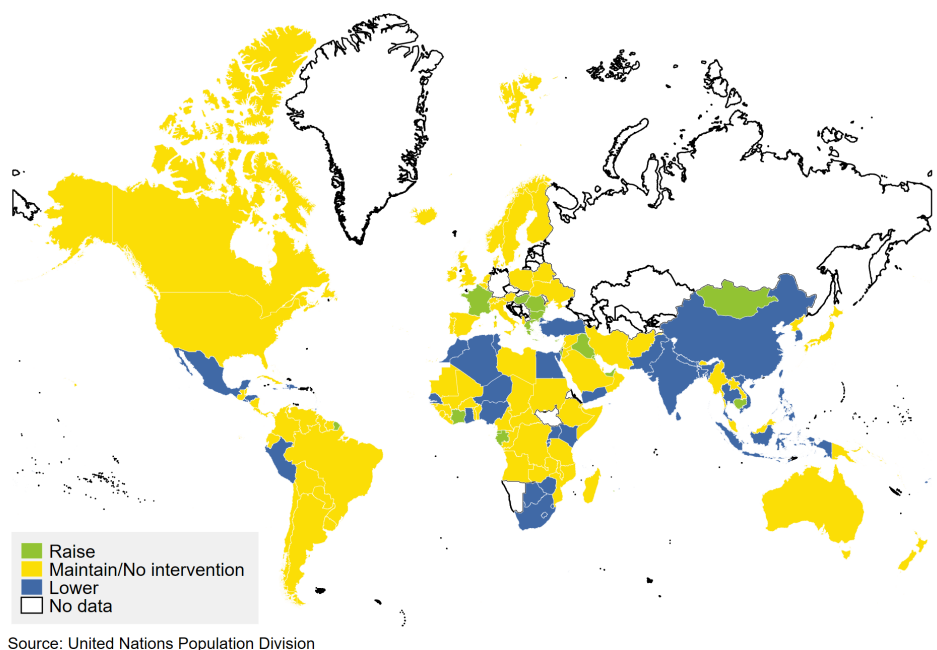 Raise
Maintain/No intervention
Lower
No data
Source: United Nations Population Division